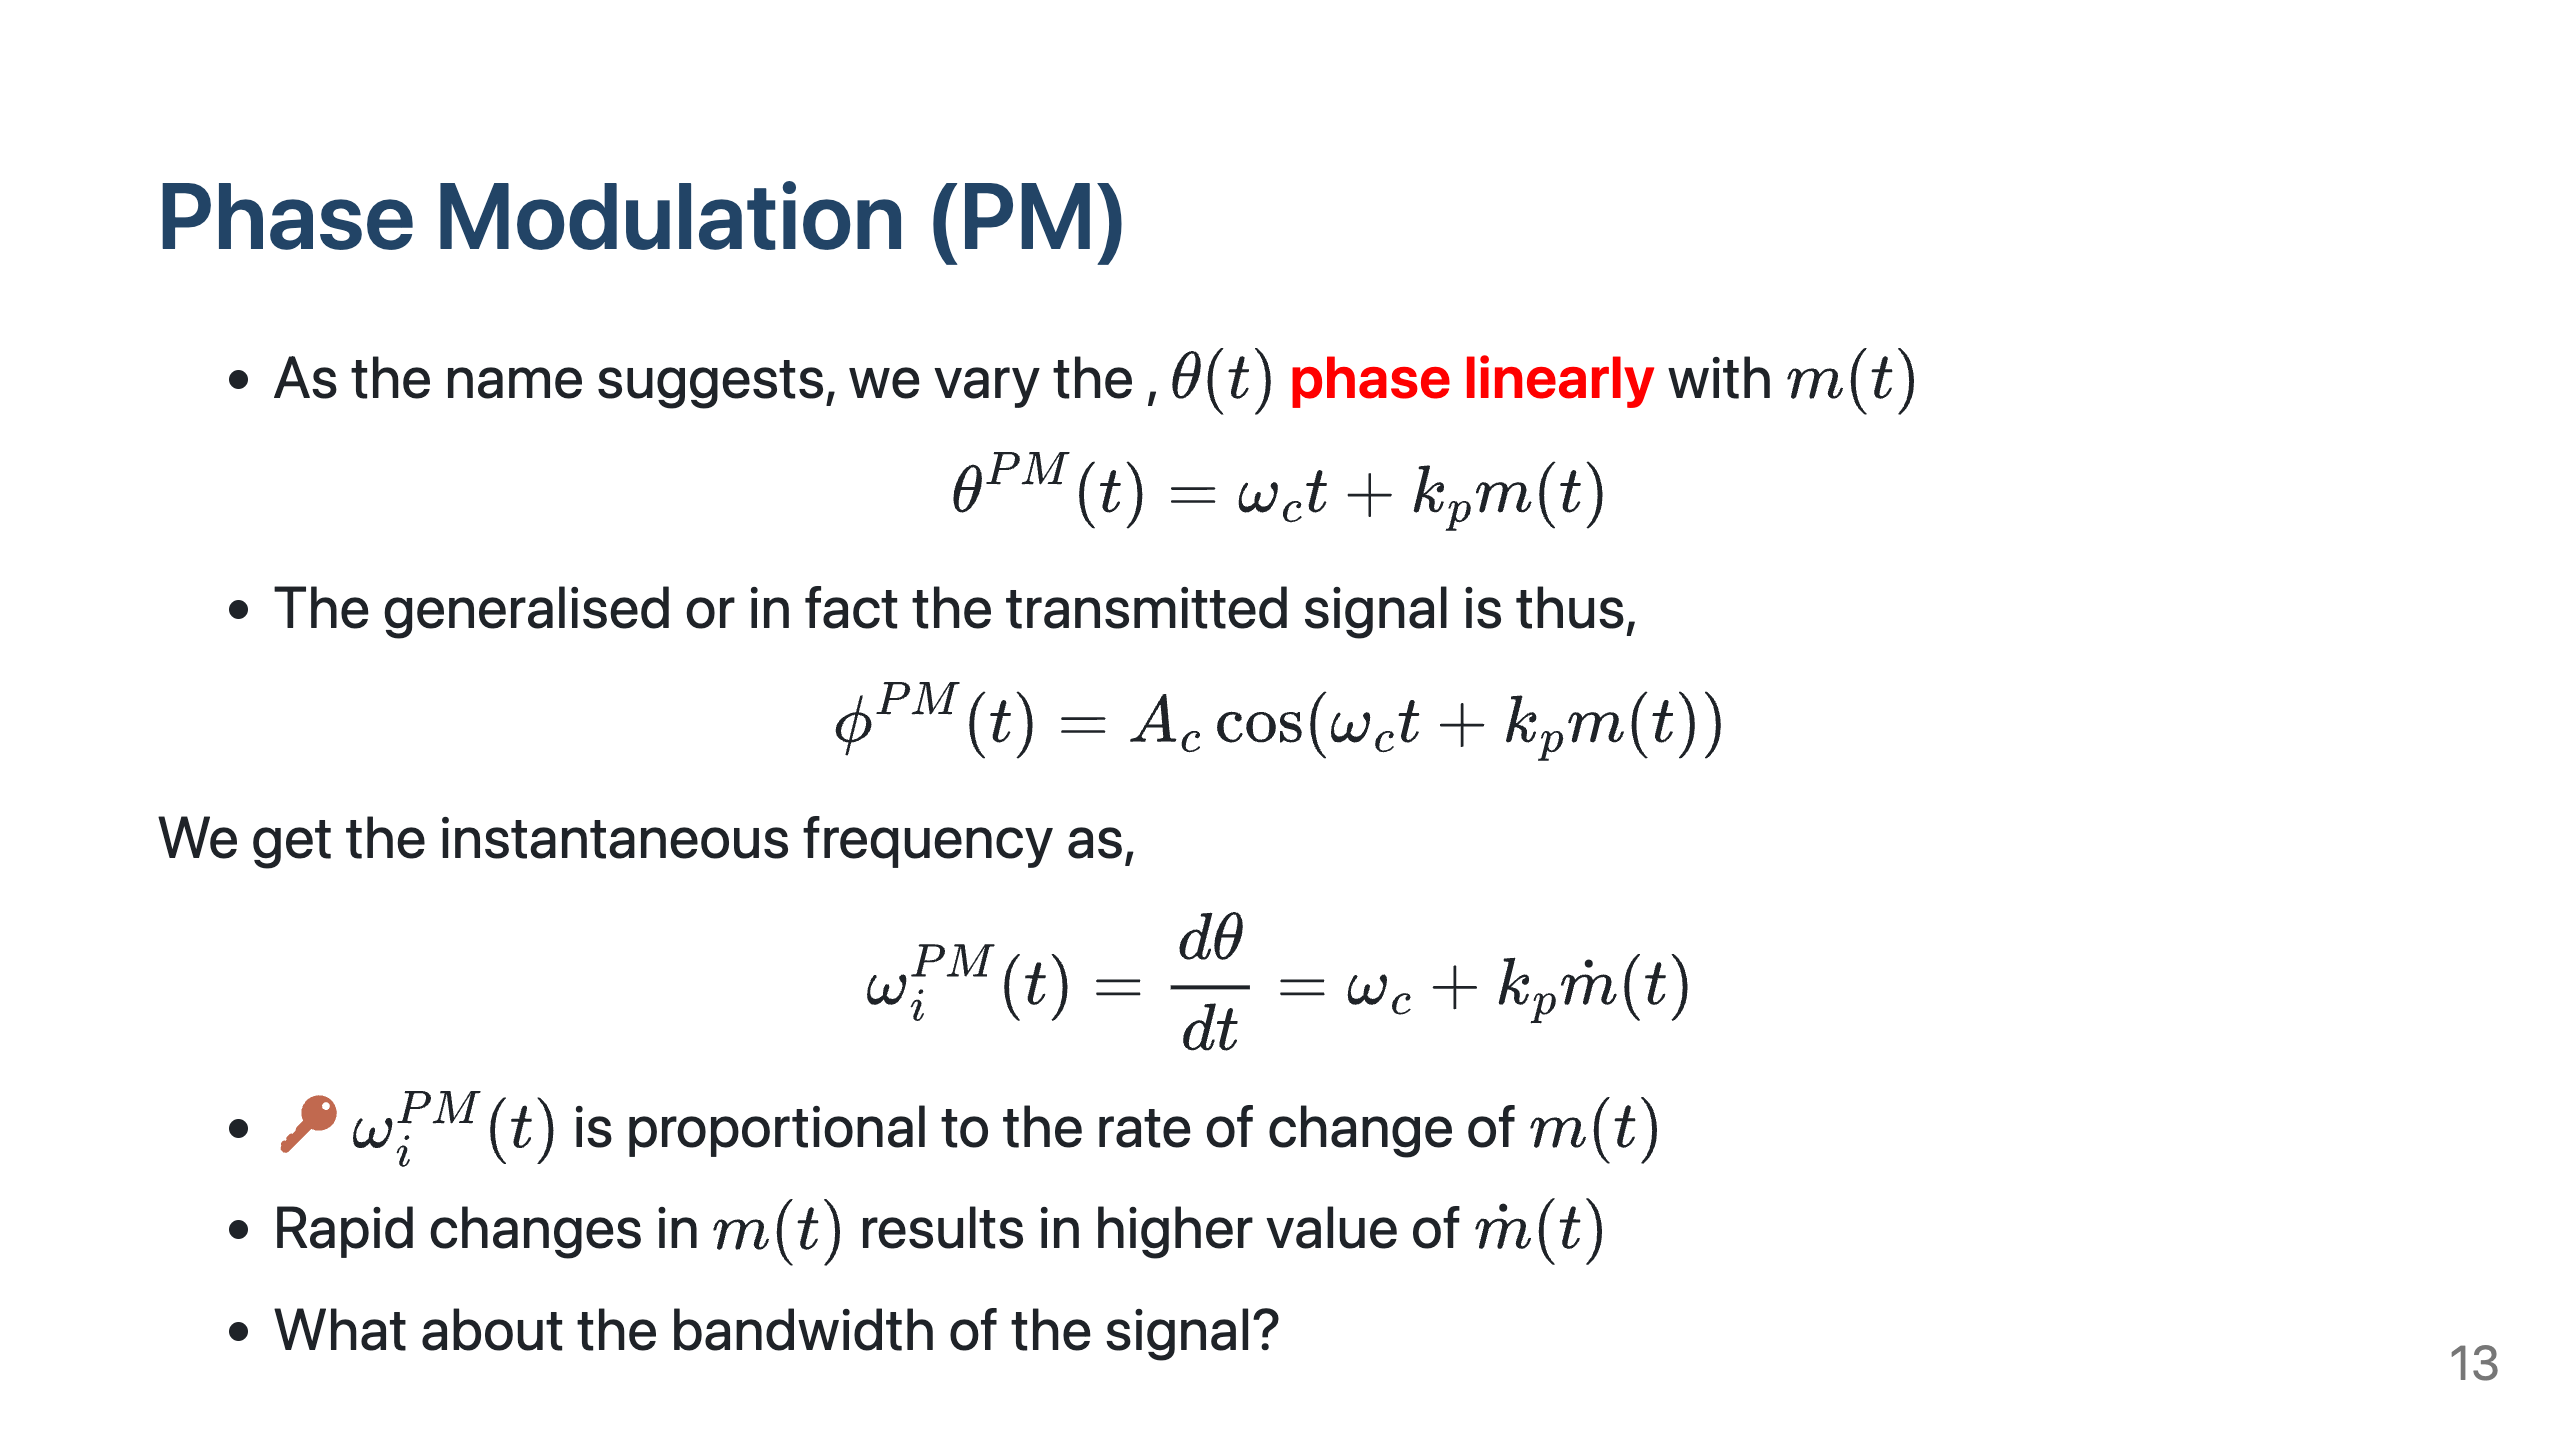 Phase Modulation (PM)
• As the name suggests, we vary the , θ(t) phase linearly with m(t)
θ^{PM}(t) = ω_c t + k_p m(t)
• The generalised or in fact the transmitted signal is thus,
ϕ^{PM}(t) = A_c cos(ω_c t + k_p m(t))
We get the instantaneous frequency as,
ω_i^{PM}(t) = \frac{dθ}{dt} = ω_c + k_p ṁ(t)
• 🔑 ω_i^{PM}(t) is proportional to the rate of change of m(t)
• Rapid changes in m(t) results in higher value of ṁ(t)
• What about the bandwidth of the signal?
13